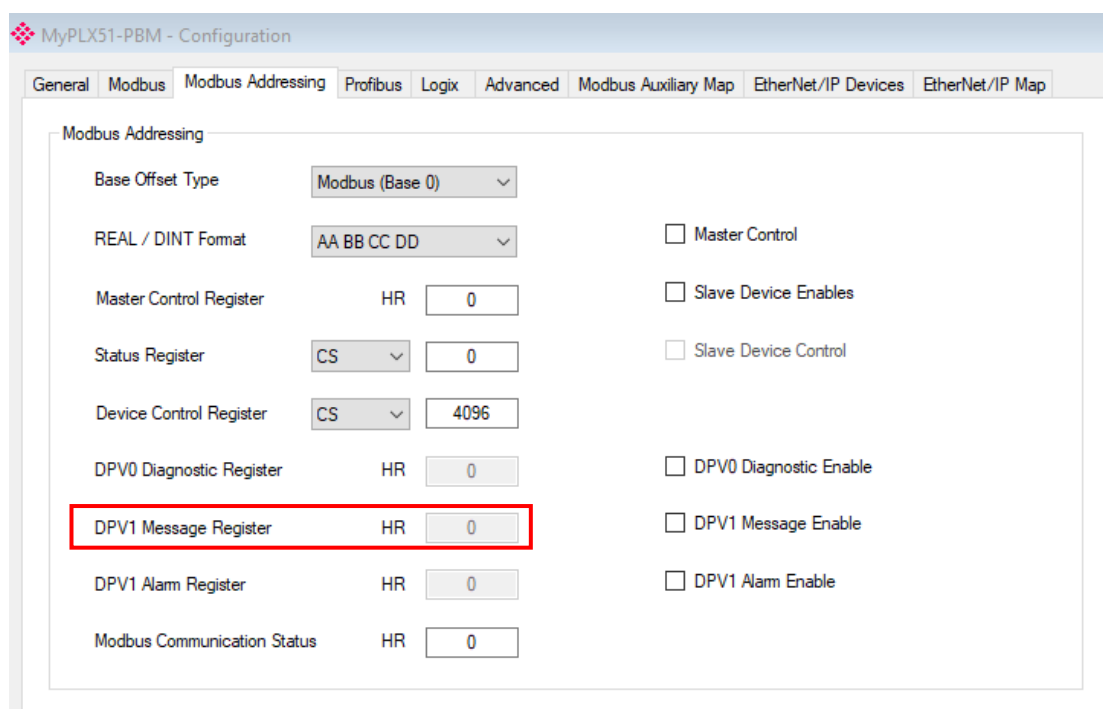 MyPLX51-PBM - Configuration
General Modbus Modbus Addressing Profibus Logix Advanced Modbus Auxiliary Map EtherNet/IP Devices EtherNet/IP Map
Modbus Addressing
Base Offset Type Modbus (Base 0)
REAL / DINT Format AA BB CC DD Master Control
Master Control Register HR 0 Slave Device Enables
Status Register CS 0 Slave Device Control
Device Control Register CS 4096
DPV0 Diagnostic Register HR 0 DPV0 Diagnostic Enable
DPV1 Message Register HR 0 DPV1 Message Enable
DPV1 Alarm Register HR 0 DPV1 Alarm Enable
Modbus Communication Status HR 0